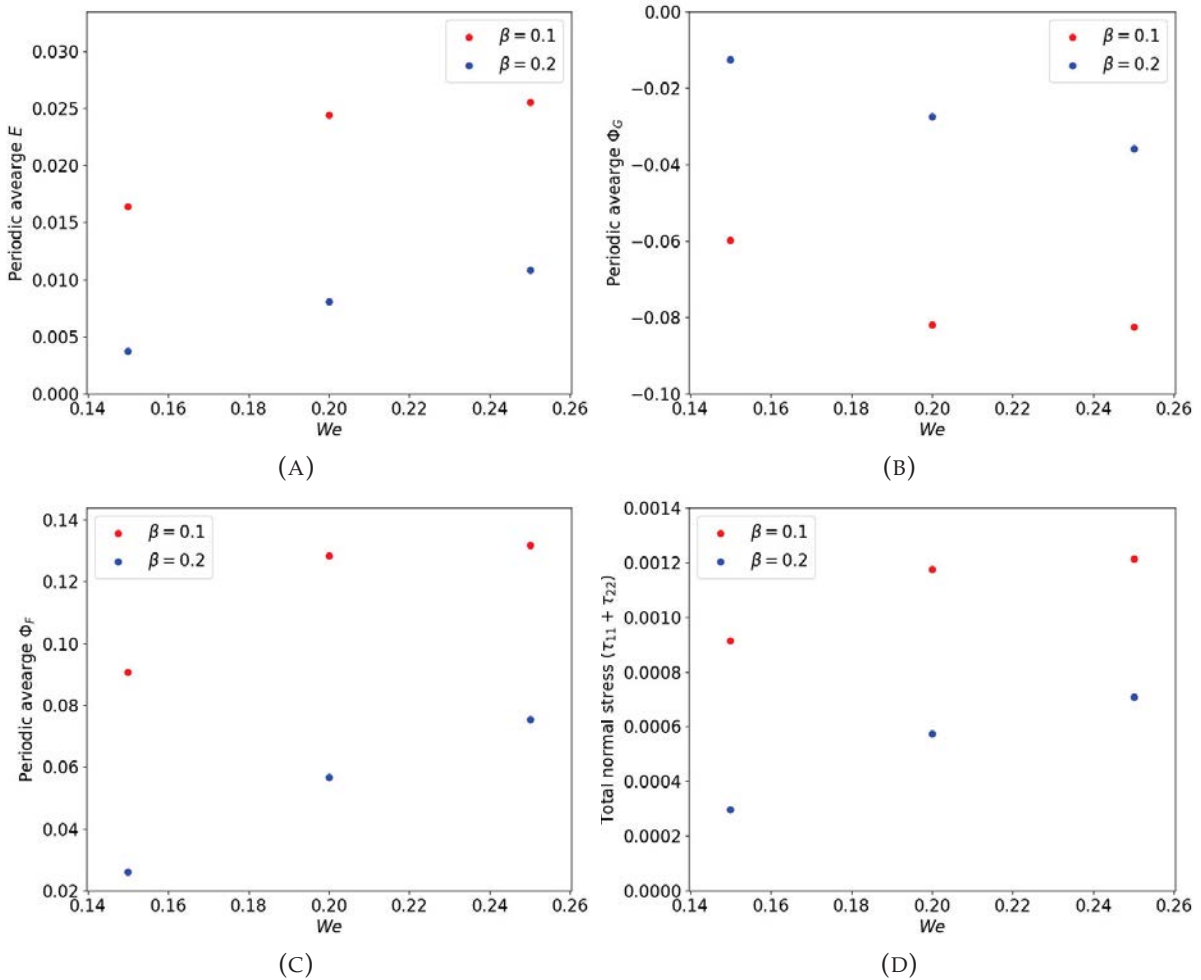 β = 0.1
β = 0.2
0.030
0.025
0.020
0.015
0.010
0.005
0.000
Periodic avearge E
0.14 0.16 0.18 0.20 0.22 0.24 0.26
We
(A)
β = 0.1
β = 0.2
0.00
−0.02
−0.04
−0.06
−0.08
−0.10
Periodic avearge Φ_G
0.14 0.16 0.18 0.20 0.22 0.24 0.26
We
(B)
β = 0.1
β = 0.2
0.14
0.12
0.10
0.08
0.06
0.04
0.02
Periodic avearge Φ_F
0.14 0.16 0.18 0.20 0.22 0.24 0.26
We
(C)
β = 0.1
β = 0.2
0.0014
0.0012
0.0010
0.0008
0.0006
0.0004
0.0002
0.0000
Total normal stress (τ₁₁ + τ₂₂)
0.14 0.16 0.18 0.20 0.22 0.24 0.26
We
(D)